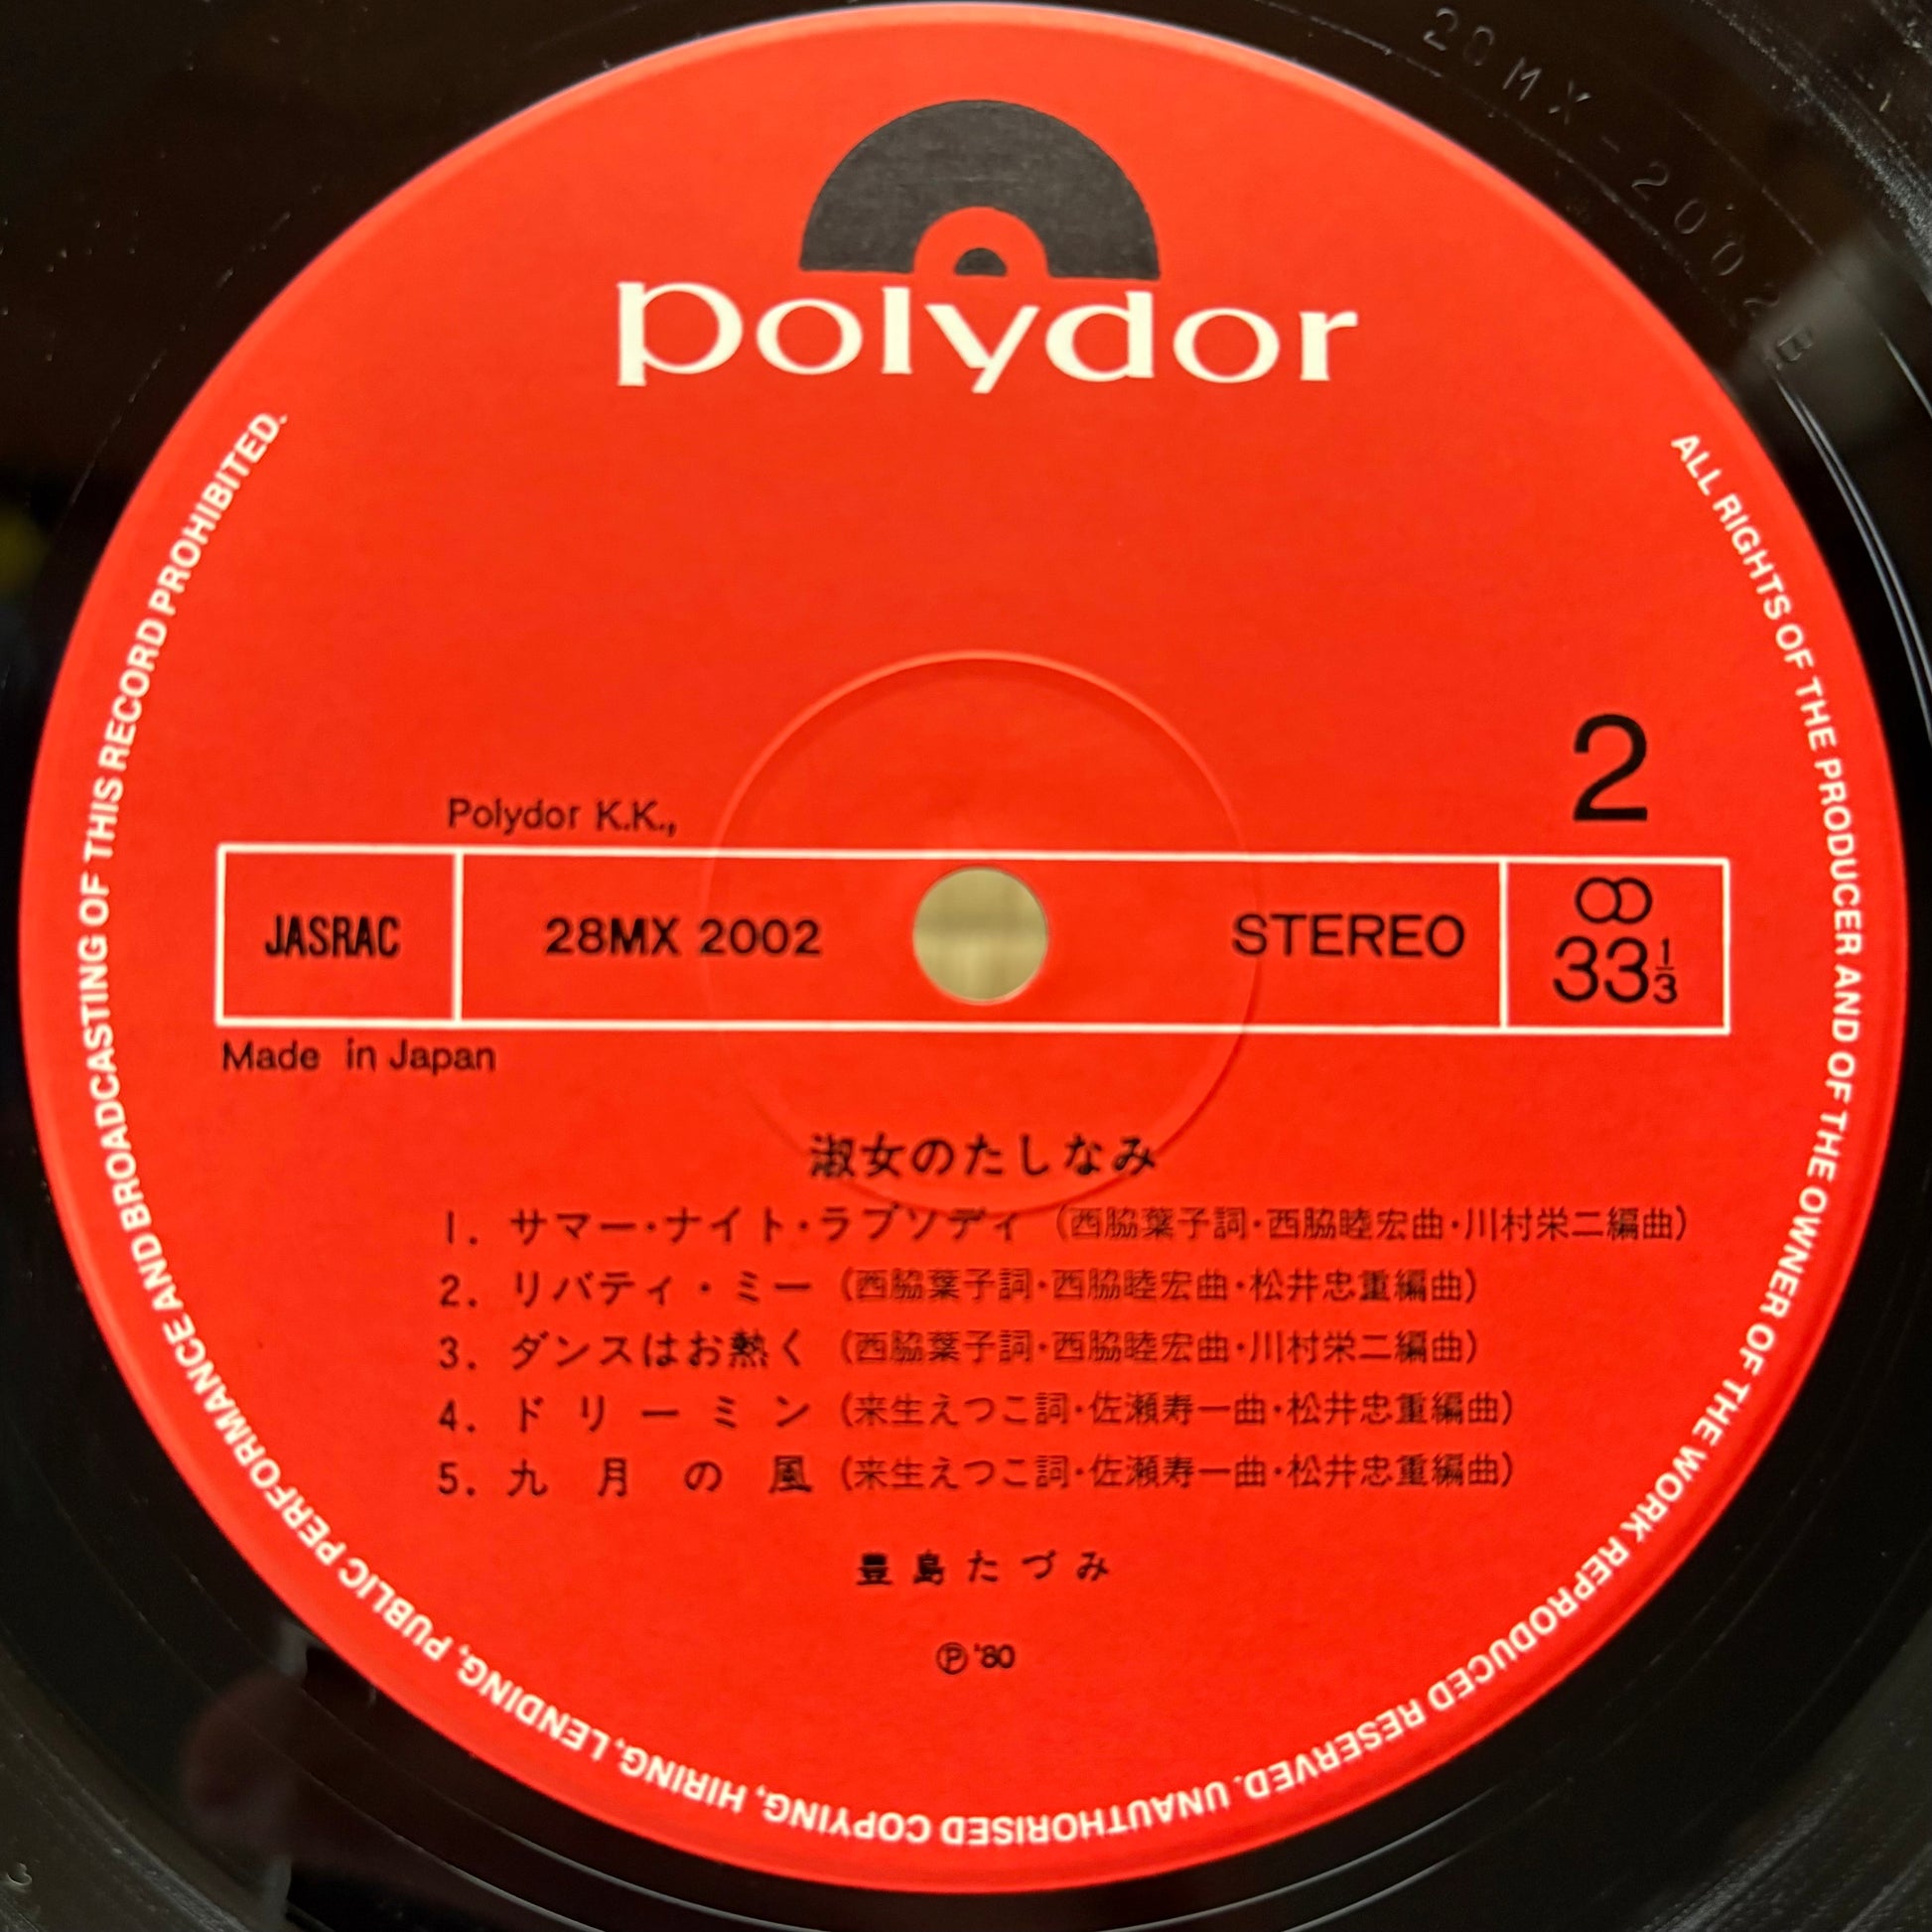 20MX-2002B
polydor
ALL RIGHTS OF THE PRODUCER AND OF THE OWNER OF THE WORK REPRODUCED RESERVED. UNAUTHORISED COPYING, HIRING, LENDING, PUBLIC PERFORMANCE AND BROADCASTING OF THIS RECORD PROHIBITED.
2
Polydor K.K.,
JASRAC 28MX 2002 STEREO 33 1/3
Made in Japan
淑女のたしなみ
1. サマー・ナイト・ラブソディ (西脇葉子詞・西脇睦宏曲・川村栄二編曲)
2. リバティ・ミー (西脇葉子詞・西脇睦宏曲・松井忠重編曲)
3. ダンスはお熱く (西脇葉子詞・西脇睦宏曲・川村栄二編曲)
4. ドリーミン (来生えつこ詞・佐瀬寿一曲・松井忠重編曲)
5. 九月の風 (来生えつこ詞・佐瀬寿一曲・松井忠重編曲)
豊島たづみ
Ⓟ '80
3